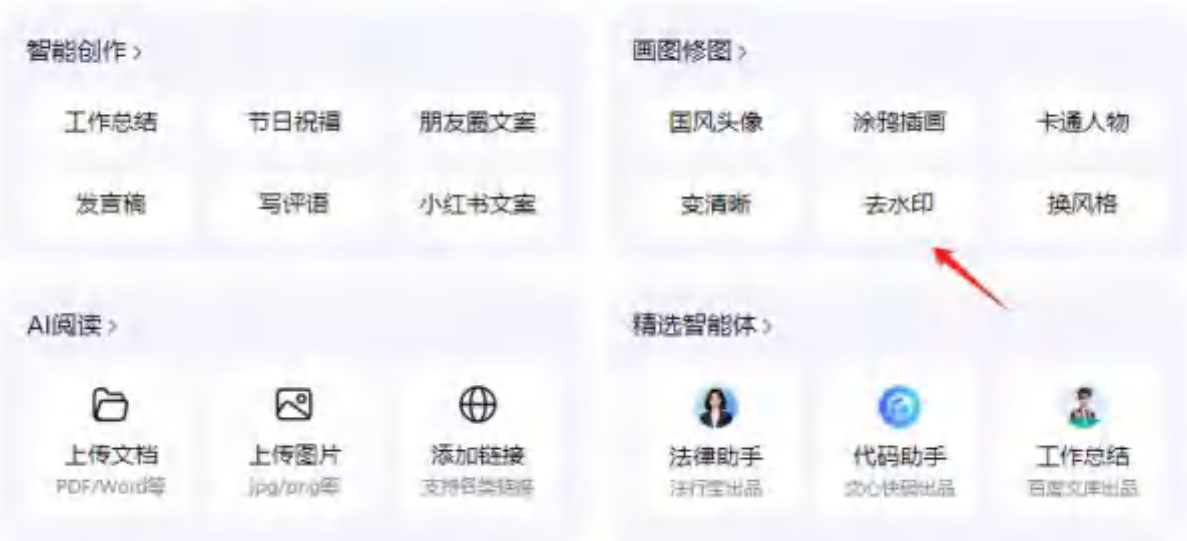 智能创作 >
工作总结 节日祝福 朋友圈文案
发言稿 写评语 小红书文案
画图修图 >
国风头像 涂鸦插画 卡通人物
变清晰 去水印 换风格
AI阅读 >
上传文档 上传图片 添加链接
PDF/Word等 jpg/png等 支持各类链接
精选智能体 >
法律助手 代码助手 工作总结
法行宝出品 文心快码出品 百度文库出品